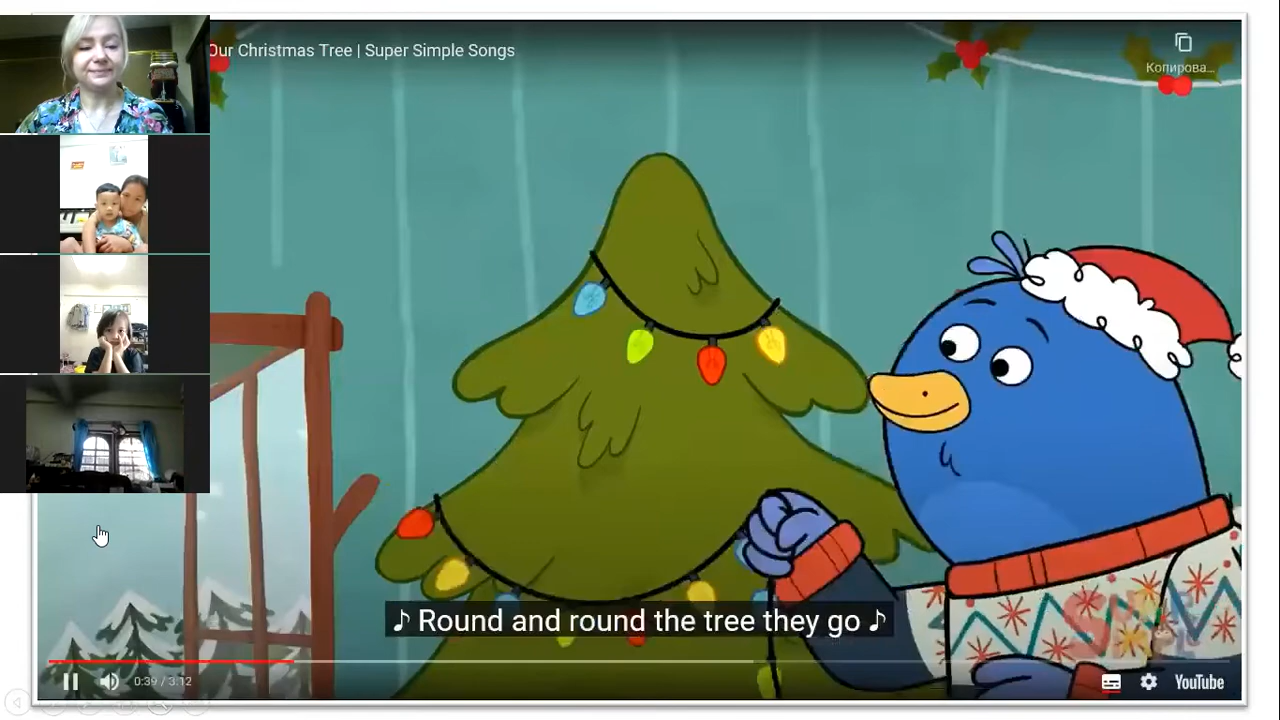 Our Christmas Tree | Super Simple Songs
Копирова...
♪ Round and round the tree they go ♪
0:39 / 3:12
YouTube